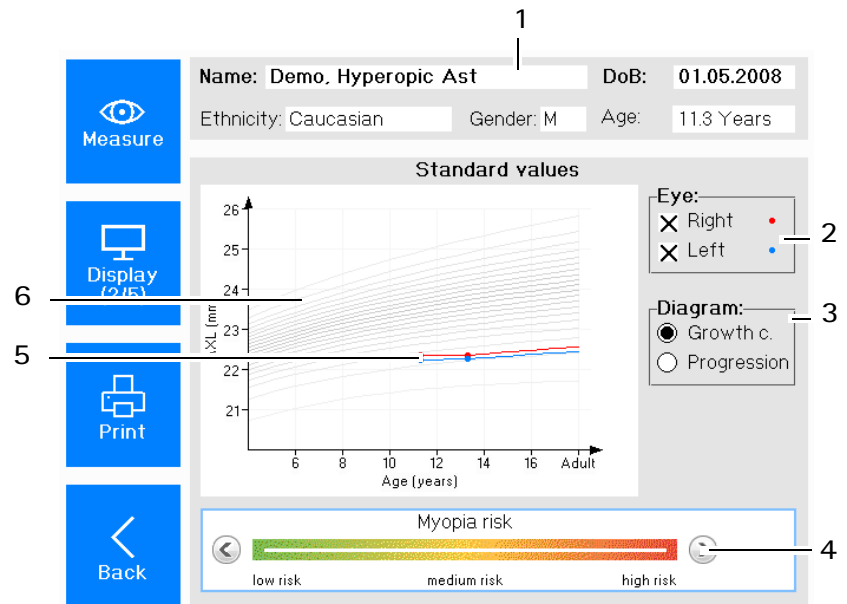 1
Name: Demo, Hyperopic Ast DoB: 01.05.2008
Ethnicity: Caucasian Gender: M Age: 11.3 Years
Measure
Display
(2/5)
Print
Back
Standard values
26
25
24
23
22
21
6 8 10 12 14 16 Adult
Age (years)
Eye:
Right
Left
2
Diagram:
Growth c.
Progression
3
6
5
Myopia risk
low risk medium risk high risk
4